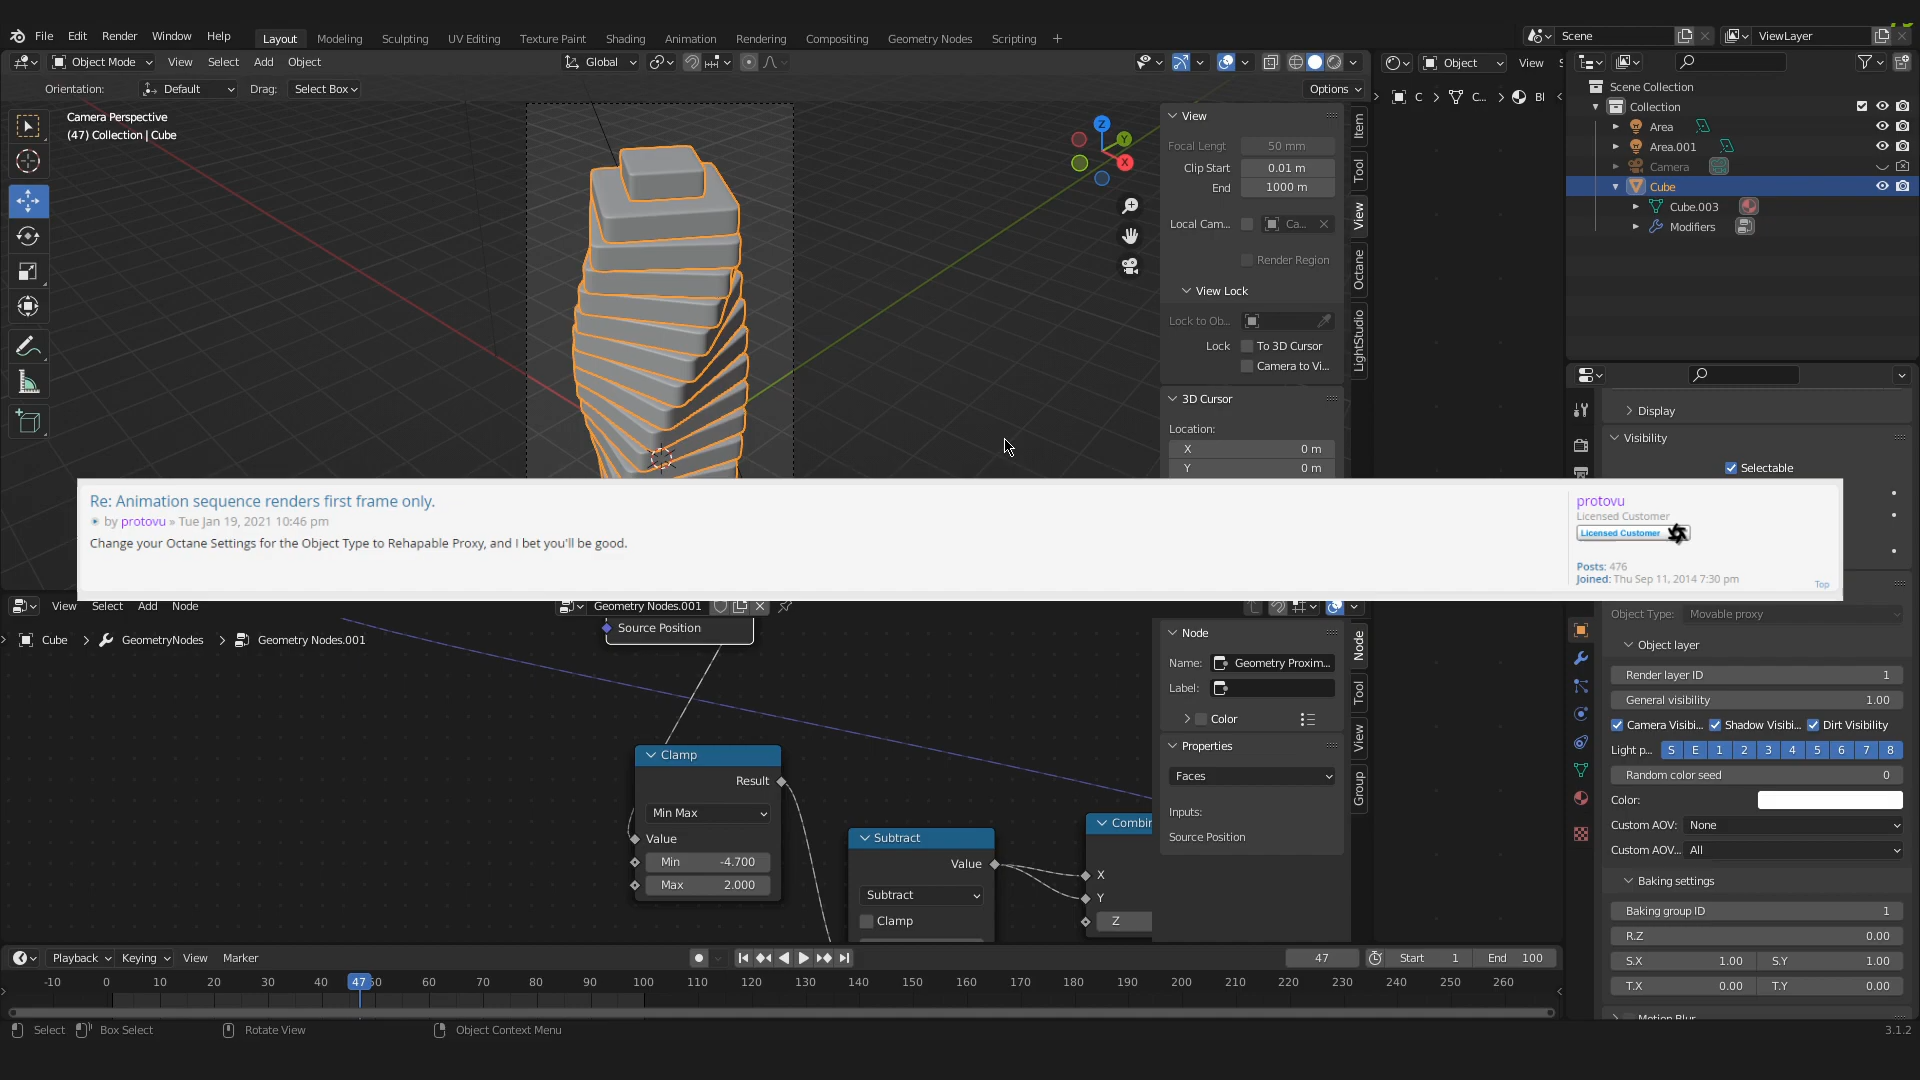 File Edit Render Window Help Layout Modeling Sculpting UV Editing Texture Paint Shading Animation Rendering Compositing Geometry Nodes Scripting Scene ViewLayer
Object Mode View Select Add Object Global Options Object View
Orientation: Default Drag: Select Box
Camera Perspective
(47) Collection | Cube
Z
Y
X
View
Focal Lengt 50 mm
Clip Start 0.01 m
End 1000 m
Local Cam... Ca...
Render Region
View Lock
Lock to Ob...
Lock To 3D Cursor
Camera to Vi...
3D Cursor
Location:
X 0 m
Y 0 m
Item
Tool
View
Octane
LightStudio
C C... Bl
Scene Collection
Collection
Area
Area.001
Camera
Cube
Cube.003
Modifiers
Display
Visibility
Selectable
Re: Animation sequence renders first frame only.
by protovu » Tue Jan 19, 2021 10:46 pm
Change your Octane Settings for the Object Type to Rehapable Proxy, and I bet you'll be good.
protovu
Licensed Customer
Licensed Customer
Posts: 476
Joined: Thu Sep 11, 2014 7:30 pm
Top
View Select Add Node Geometry Nodes.001
Cube GeometryNodes Geometry Nodes.001
Source Position
Clamp
Result
Min Max
Value
Min -4.700
Max 2.000
Subtract
Value
Subtract
Clamp
Combin
X
Y
Z
Node
Name: Geometry Proxim...
Label:
Color
Properties
Faces
Inputs:
Source Position
Node
Tool
View
Group
Object Type: Movable proxy
Object layer
Render layer ID 1
General visibility 1.00
Camera Visibi... Shadow Visibi... Dirt Visibility
Light p... S E 1 2 3 4 5 6 7 8
Random color seed 0
Color:
Custom AOV: None
Custom AOV... All
Baking settings
Baking group ID 1
R.Z 0.00
S.X 1.00 S.Y 1.00
T.X 0.00 T.Y 0.00
Motion Blur
Playback Keying View Marker 47 Start 1 End 100
-10 0 10 20 30 40 47 60 70 80 90 100 110 120 130 140 150 160 170 180 190 200 210 220 230 240 250 260
Select Box Select Rotate View Object Context Menu 3.1.2